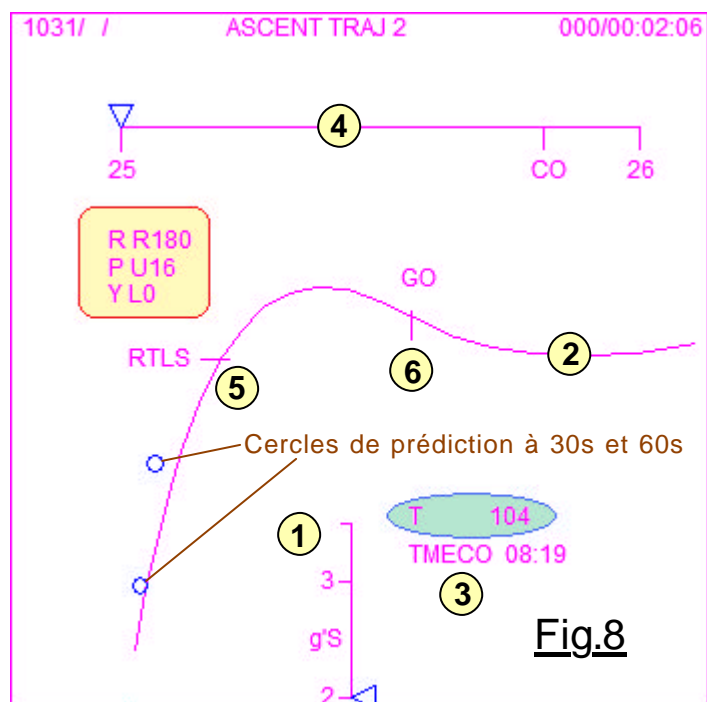 1031/ / ASCENT TRAJ 2 000/00:02:06
4
25 CO 26
R R180
P U16
Y L0
GO
RTLS
2
6
5
Cercles de prédiction à 30s et 60s
1
T 104
TMECO 08:19
3
3
g'S
Fig.8
2